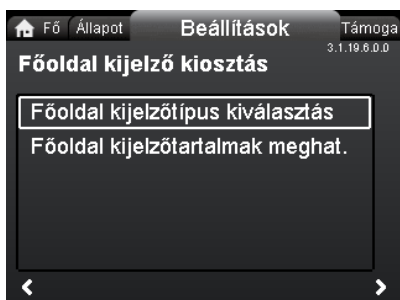 Fő Állapot Beállítások Támoga
3.1.19.6.0.0
Főoldal kijelző kiosztás
Főoldal kijelzőtípus kiválasztás
Főoldal kijelzőtartalmak meghat.